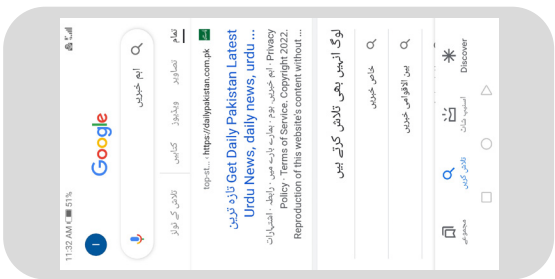 11:32 AM 51%
I
Google
اہم خبریں
تمام تصاویر ویڈیوز کتابیں تلاش کے ٹولز
https://dailypakistan.com.pk › top-st...
تازہ ترین Get Daily Pakistan Latest
Urdu News, daily news, urdu ...
اہم خبریں. ہوم · ہمارے بارے میں · رابطہ · اشتہارات · Privacy
Policy · Terms of Service. Copyright 2022.
Reproduction of this website's content without ...
لوگ انہیں بھی تلاش کرتے ہیں
خاص خبریں
بین الاقوامی خبریں
مجموعے تلاش کریں اسنیپ شاٹ Discover